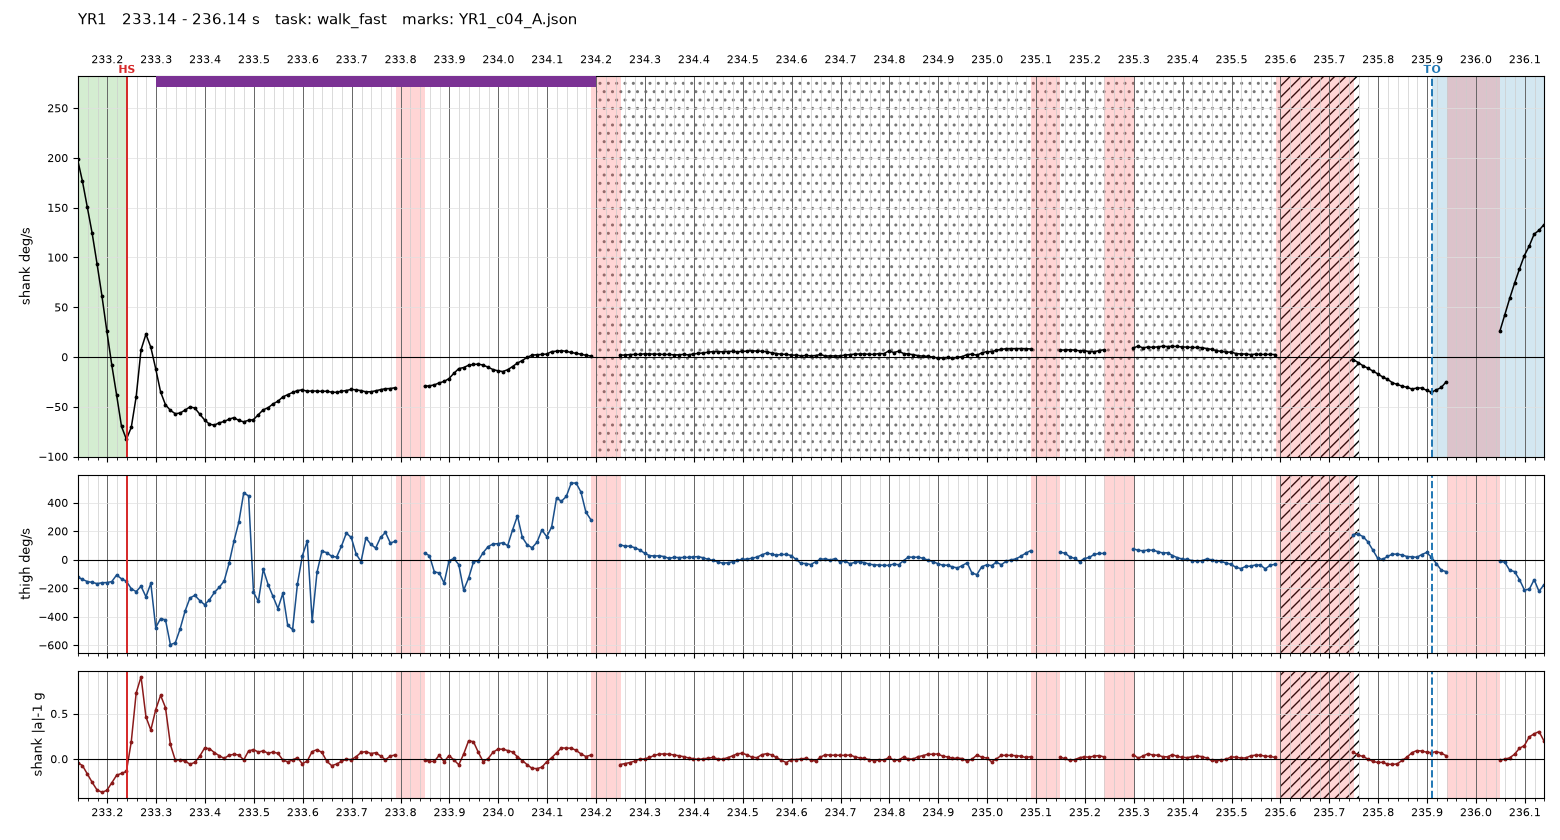 YR1   233.14 - 236.14 s   task: walk_fast   marks: YR1_c04_A.json
233.2 233.3 233.4 233.5 233.6 233.7 233.8 233.9 234.0 234.1 234.2 234.3 234.4 234.5 234.6 234.7 234.8 234.9 235.0 235.1 235.2 235.3 235.4 235.5 235.6 235.7 235.8 235.9 236.0 236.1
HS TO
250
200
150
100
50
0
−50
−100
shank deg/s
400
200
0
−200
−400
−600
thigh deg/s
0.5
0.0
shank |a|-1 g
233.2 233.3 233.4 233.5 233.6 233.7 233.8 233.9 234.0 234.1 234.2 234.3 234.4 234.5 234.6 234.7 234.8 234.9 235.0 235.1 235.2 235.3 235.4 235.5 235.6 235.7 235.8 235.9 236.0 236.1